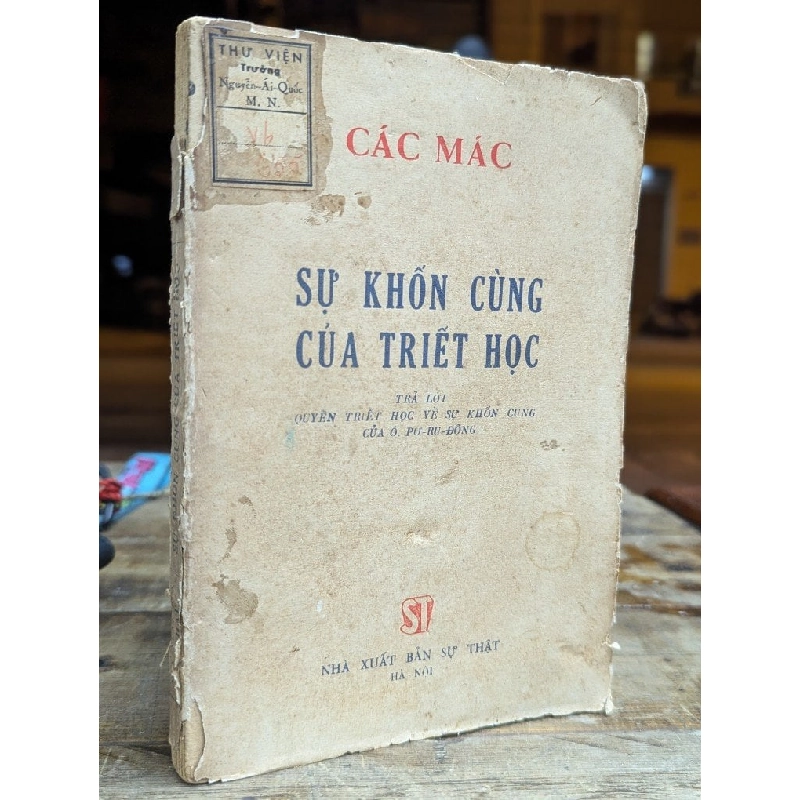 THƯ VIỆN
Trường
Nguyễn-Ái-Quốc
M. N.
CÁC MÁC
SỰ KHỐN CÙNG
CỦA TRIẾT HỌC
TRẢ LỜI
QUYỂN TRIẾT HỌC VỀ SỰ KHỐN CÙNG
CỦA Ô. PU-RU-ĐÔNG
ST
NHÀ XUẤT BẢN SỰ THẬT
HÀ NỘI